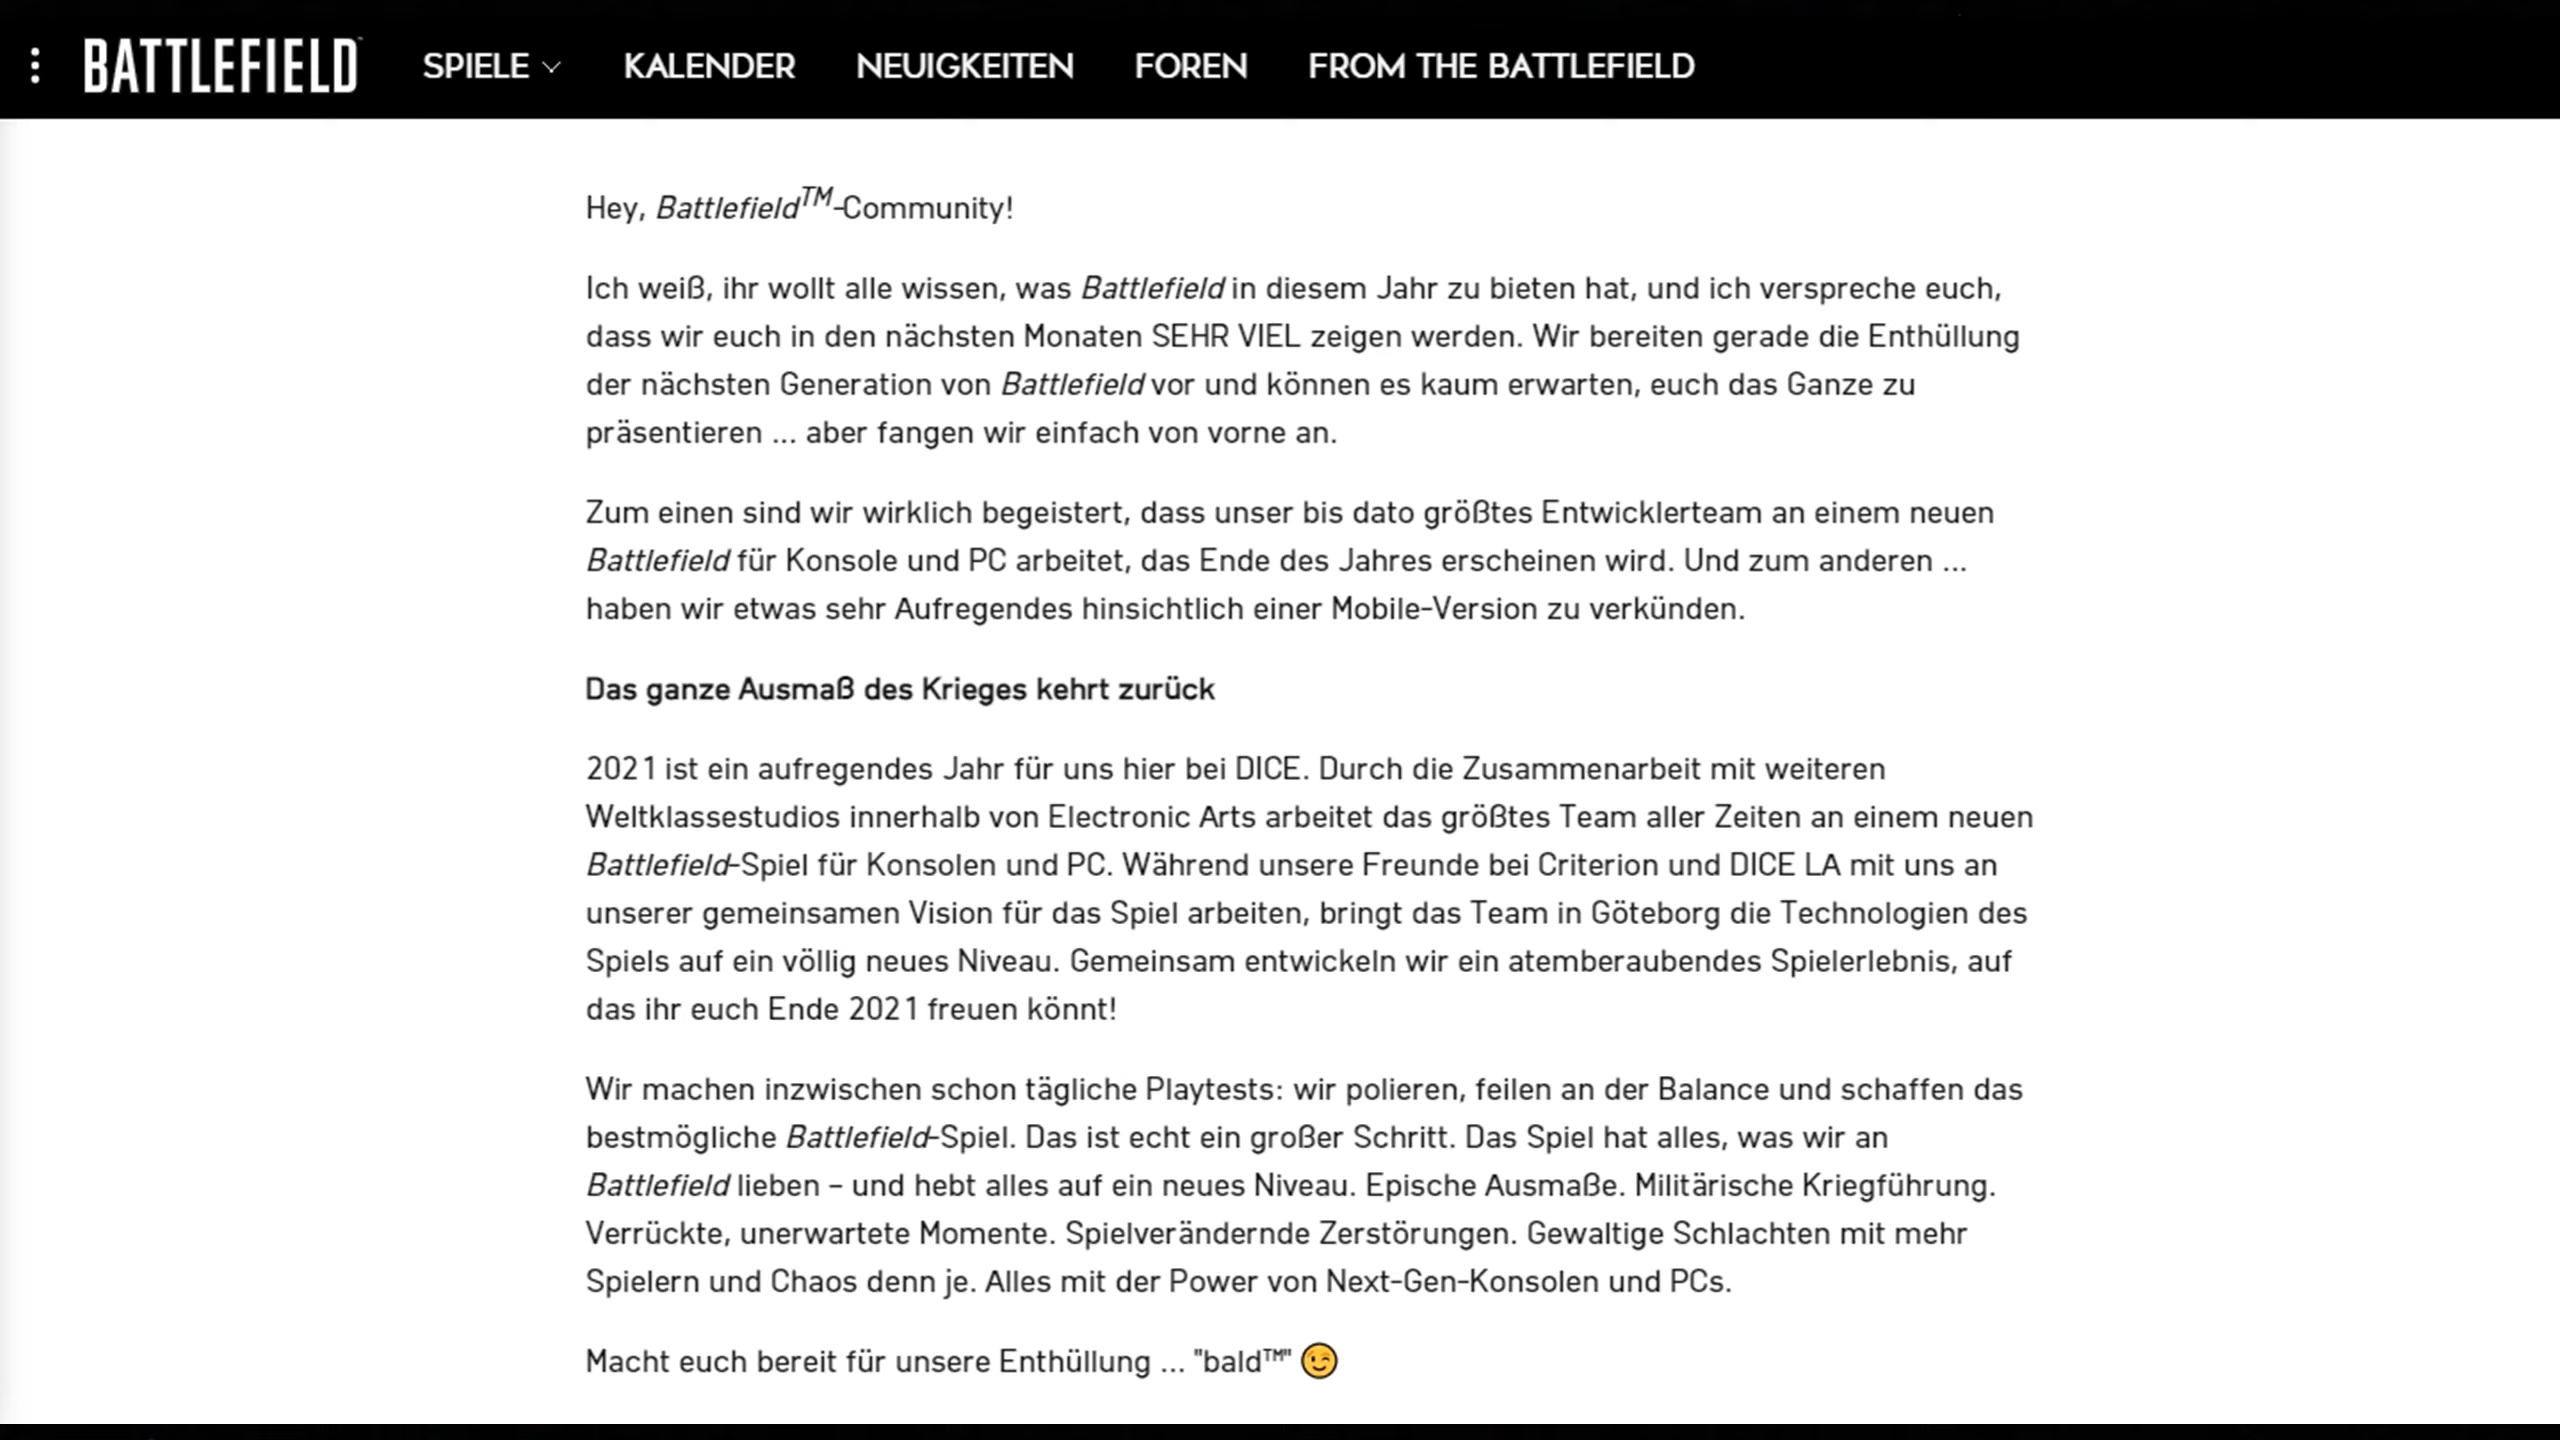 BATTLEFIELD™ SPIELE KALENDER NEUIGKEITEN FOREN FROM THE BATTLEFIELD
Hey, Battlefield™-Community!
Ich weiß, ihr wollt alle wissen, was Battlefield in diesem Jahr zu bieten hat, und ich verspreche euch,
dass wir euch in den nächsten Monaten SEHR VIEL zeigen werden. Wir bereiten gerade die Enthüllung
der nächsten Generation von Battlefield vor und können es kaum erwarten, euch das Ganze zu
präsentieren ... aber fangen wir einfach von vorne an.
Zum einen sind wir wirklich begeistert, dass unser bis dato größtes Entwicklerteam an einem neuen
Battlefield für Konsole und PC arbeitet, das Ende des Jahres erscheinen wird. Und zum anderen ...
haben wir etwas sehr Aufregendes hinsichtlich einer Mobile-Version zu verkünden.
Das ganze Ausmaß des Krieges kehrt zurück
2021 ist ein aufregendes Jahr für uns hier bei DICE. Durch die Zusammenarbeit mit weiteren
Weltklassestudios innerhalb von Electronic Arts arbeitet das größtes Team aller Zeiten an einem neuen
Battlefield-Spiel für Konsolen und PC. Während unsere Freunde bei Criterion und DICE LA mit uns an
unserer gemeinsamen Vision für das Spiel arbeiten, bringt das Team in Göteborg die Technologien des
Spiels auf ein völlig neues Niveau. Gemeinsam entwickeln wir ein atemberaubendes Spielerlebnis, auf
das ihr euch Ende 2021 freuen könnt!
Wir machen inzwischen schon tägliche Playtests: wir polieren, feilen an der Balance und schaffen das
bestmögliche Battlefield-Spiel. Das ist echt ein großer Schritt. Das Spiel hat alles, was wir an
Battlefield lieben – und hebt alles auf ein neues Niveau. Epische Ausmaße. Militärische Kriegführung.
Verrückte, unerwartete Momente. Spielverändernde Zerstörungen. Gewaltige Schlachten mit mehr
Spielern und Chaos denn je. Alles mit der Power von Next-Gen-Konsolen und PCs.
Macht euch bereit für unsere Enthüllung ... "bald™" 😉